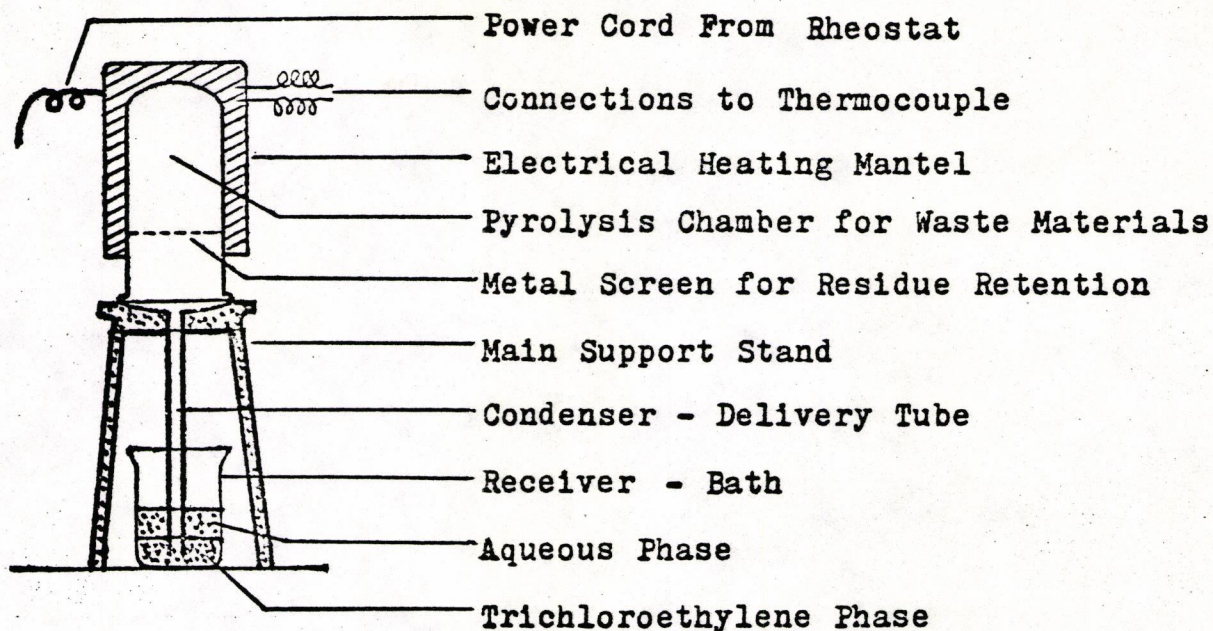 Power Cord From Rheostat
Connections to Thermocouple
Electrical Heating Mantel
Pyrolysis Chamber for Waste Materials
Metal Screen for Residue Retention
Main Support Stand
Condenser - Delivery Tube
Receiver - Bath
Aqueous Phase
Trichloroethylene Phase